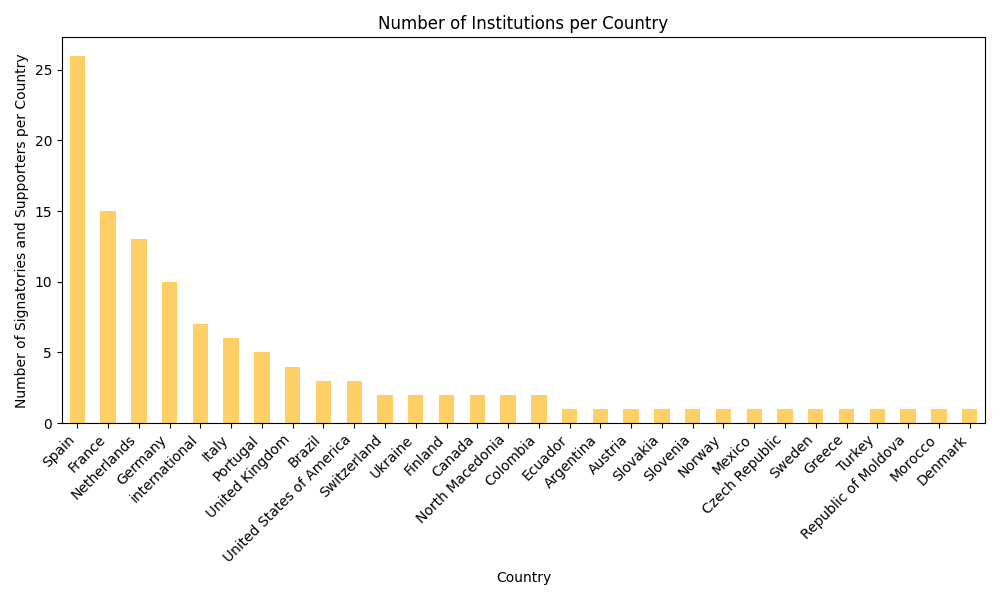 Number of Institutions per Country
Number of Signatories and Supporters per Country
25
20
15
10
5
0
Spain
France
Netherlands
Germany
international
Italy
Portugal
United Kingdom
Brazil
United States of America
Switzerland
Ukraine
Finland
Canada
North Macedonia
Colombia
Ecuador
Argentina
Austria
Slovakia
Slovenia
Norway
Mexico
Czech Republic
Sweden
Greece
Turkey
Republic of Moldova
Morocco
Denmark
Country